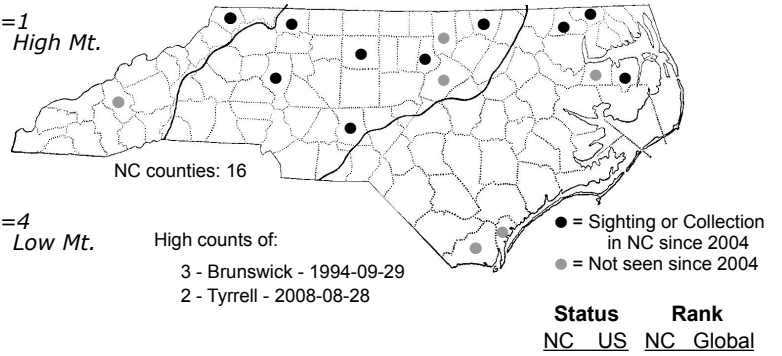 =1
High Mt.
NC counties: 16
=4
Low Mt.
High counts of:
3 - Brunswick - 1994-09-29
2 - Tyrrell - 2008-08-28
● = Sighting or Collection
in NC since 2004
● = Not seen since 2004
Status Rank
NC US NC Global